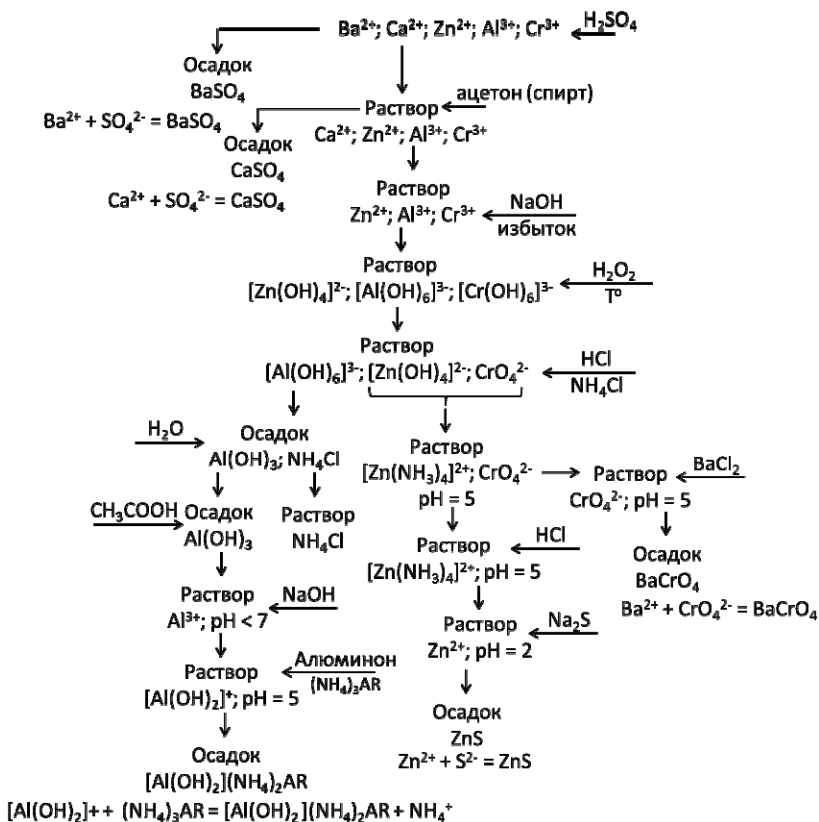 Ba²⁺; Ca²⁺; Zn²⁺; Al³⁺; Cr³⁺
H₂SO₄
Осадок
BaSO₄
Ba²⁺ + SO₄²⁻ = BaSO₄
ацетон (спирт)
Раствор
Ca²⁺; Zn²⁺; Al³⁺; Cr³⁺
Осадок
CaSO₄
Ca²⁺ + SO₄²⁻ = CaSO₄
Раствор
Zn²⁺; Al³⁺; Cr³⁺
NaOH
избыток
Раствор
[Zn(OH)₄]²⁻; [Al(OH)₆]³⁻; [Cr(OH)₆]³⁻
H₂O₂
T⁰
Раствор
[Al(OH)₆]³⁻; [Zn(OH)₄]²⁻; CrO₄²⁻
HCl
NH₄Cl
H₂O
Осадок
Al(OH)₃; NH₄Cl
Раствор
[Zn(NH₃)₄]²⁺; CrO₄²⁻
pH = 5
Раствор
CrO₄²⁻; pH = 5
BaCl₂
CH₃COOH
Осадок
Al(OH)₃
Раствор
NH₄Cl
Раствор
[Zn(NH₃)₄]²⁺; pH = 5
HCl
Осадок
BaCrO₄
Ba²⁺ + CrO₄²⁻ = BaCrO₄
Раствор
Al³⁺; pH < 7
NaOH
Раствор
Zn²⁺; pH = 2
Na₂S
Раствор
[Al(OH)₂]⁺; pH = 5
Алюминон
(NH₄)₃AR
Осадок
ZnS
Zn²⁺ + S²⁻ = ZnS
Осадок
[Al(OH)₂](NH₄)₂AR
[Al(OH)₂]++ (NH₄)₃AR = [Al(OH)₂](NH₄)₂AR + NH₄⁺